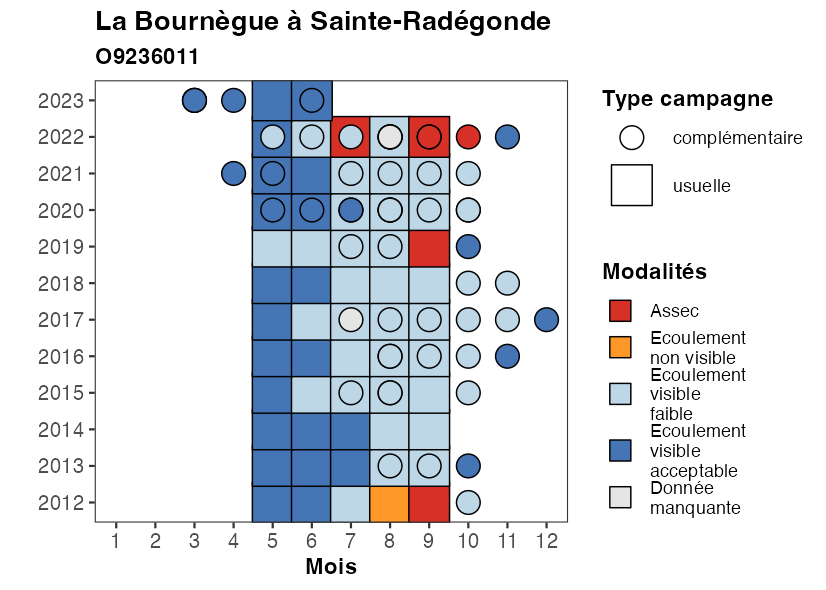 La Bournègue à Sainte-Radégonde
O9236011
2023
2022
2021
2020
2019
2018
2017
2016
2015
2014
2013
2012
1 2 3 4 5 6 7 8 9 10 11 12
Mois
Type campagne
complémentaire
usuelle
Modalités
Assec
Ecoulement
non visible
Ecoulement
visible
faible
Ecoulement
visible
acceptable
Donnée
manquante